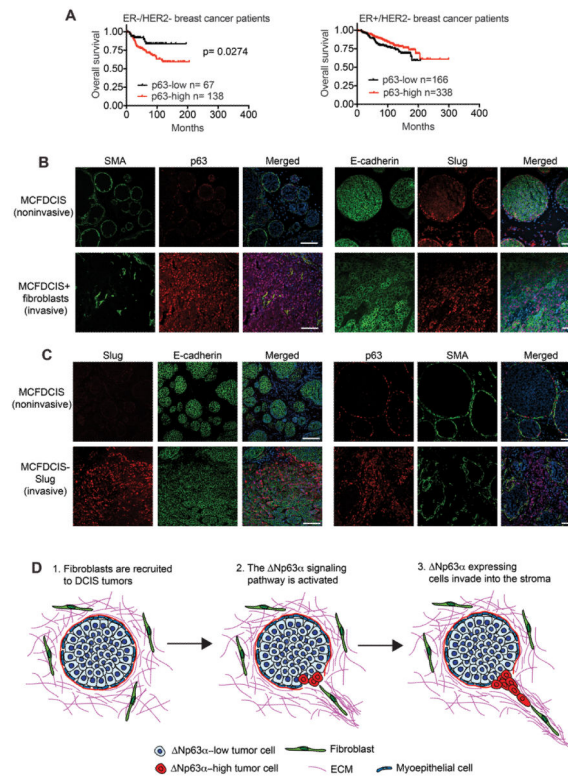 A
ER-/HER2- breast cancer patients
Overall survival
1.00
0.75
0.50
0.25
0
p= 0.0274
p63-low n= 67
p63-high n= 138
0 100 200 300 400
Months
ER+/HER2- breast cancer patients
Overall survival
1.00
0.75
0.50
0.25
0
p63-low n=166
p63-high n=338
0 100 200 300 400
Months
B
SMA p63 Merged E-cadherin Slug Merged
MCFDCIS
(noninvasive)
MCFDCIS+
fibroblasts
(invasive)
C
Slug E-cadherin Merged p63 SMA Merged
MCFDCIS
(noninvasive)
MCFDCIS-
Slug
(invasive)
D
1. Fibroblasts are recruited
to DCIS tumors
2. The ΔNp63α signaling
pathway is activated
3. ΔNp63α expressing
cells invade into the stroma
ΔNp63α–low tumor cell
Fibroblast
ΔNp63α–high tumor cell
ECM
Myoepithelial cell